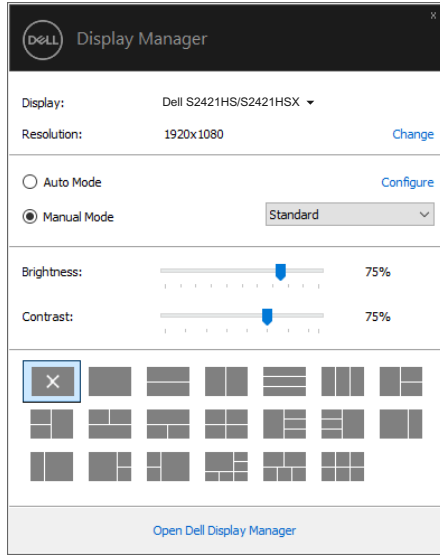 DELL Display Manager x
Display: Dell S2421HS/S2421HSX
Resolution: 1920x1080 Change
Auto Mode Configure
Manual Mode Standard
Brightness: 75%
Contrast: 75%
Open Dell Display Manager